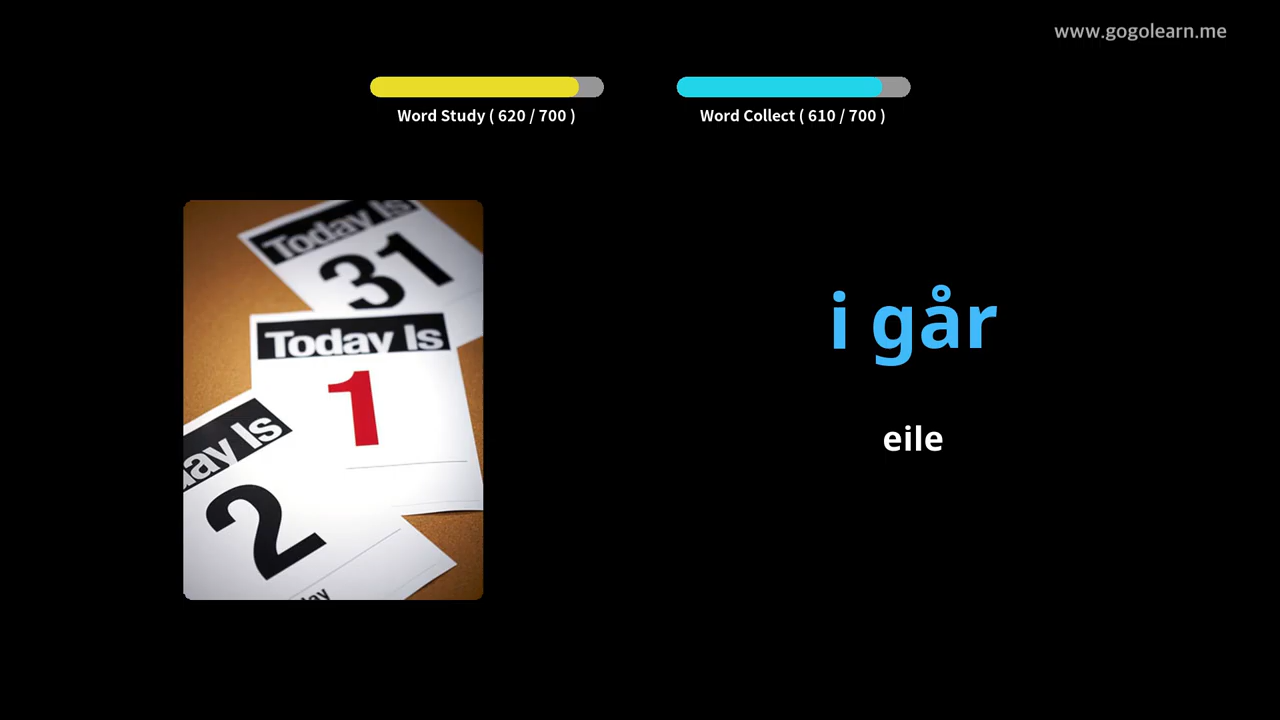 www.gogolearn.me
Word Study ( 620 / 700 )
Word Collect ( 610 / 700 )
Today Is
31
Today Is
1
ay Is
2
i går
eile